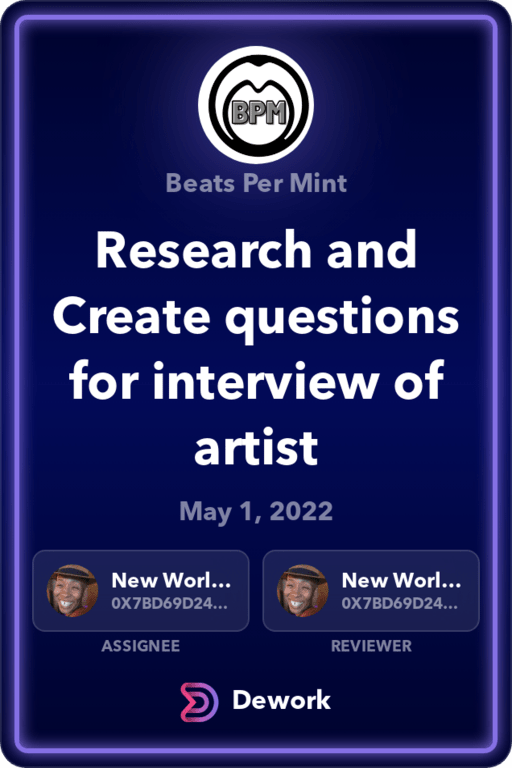 BPM
Beats Per Mint
Research and
Create questions
for interview of
artist
May 1, 2022
New Worl...
0X7BD69D24...
ASSIGNEE
New Worl...
0X7BD69D24...
REVIEWER
Dework